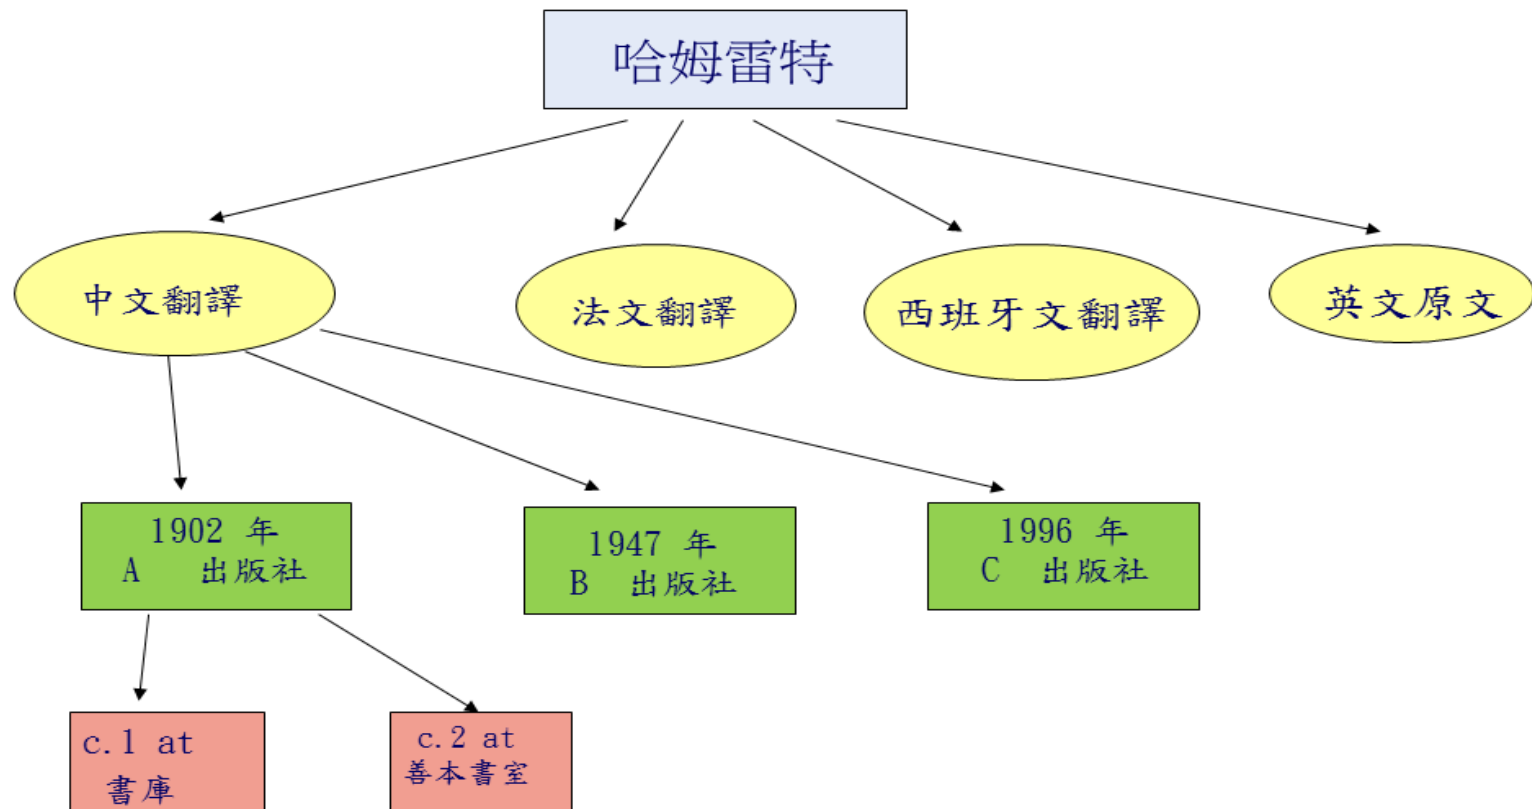 哈姆雷特
中文翻譯
法文翻譯
西班牙文翻譯
英文原文
1902 年
A 出版社
1947 年
B 出版社
1996 年
C 出版社
c.1 at
書庫
c.2 at
善本書室